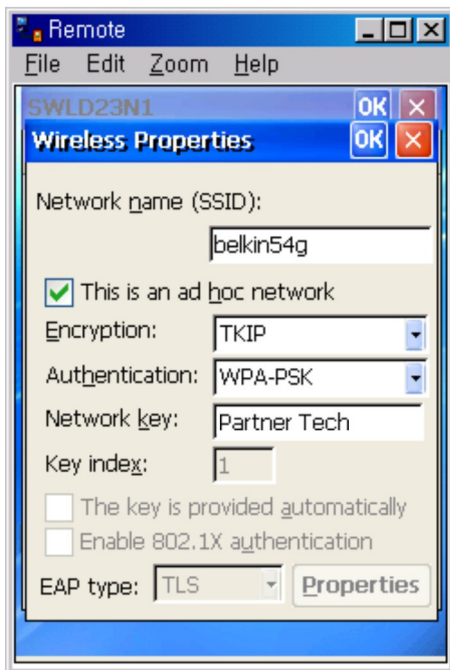 Remote
File Edit Zoom Help
SWLD23N1 OK
Wireless Properties OK
Network name (SSID):
belkin54g
This is an ad hoc network
Encryption: TKIP
Authentication: WPA-PSK
Network key: Partner Tech
Key index: 1
The key is provided automatically
Enable 802.1X authentication
EAP type: TLS Properties